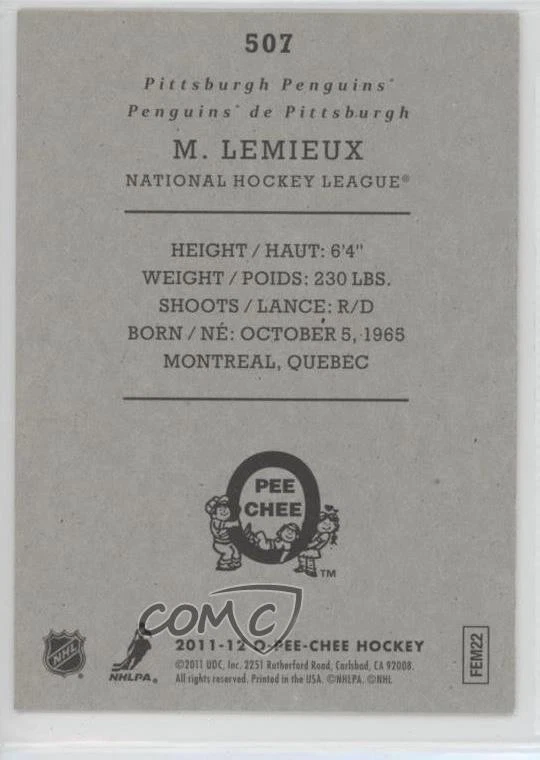 507
Pittsburgh Penguins®
Penguins® de Pittsburgh
M. LEMIEUX
NATIONAL HOCKEY LEAGUE®
HEIGHT / HAUT: 6'4"
WEIGHT / POIDS: 230 LBS.
SHOOTS / LANCE: R/D
BORN / NÉ: OCTOBER 5, 1965
MONTREAL, QUEBEC
O
PEE
CHEE
TM
COMC
NHL
NHLPA®
2011-12 O-PEE-CHEE HOCKEY
©2011 UDC, Inc. 2251 Rutherford Road, Carlsbad, CA 92008.
All rights reserved. Printed in the USA. ©NHLPA. ©NHL
FEM22